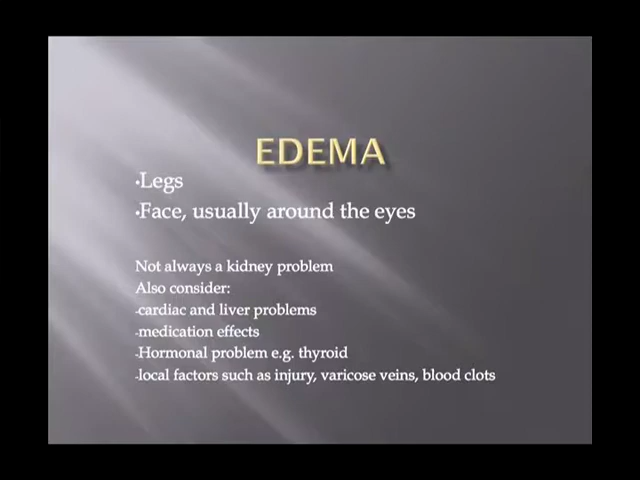 EDEMA
•Legs
•Face, usually around the eyes
Not always a kidney problem
Also consider:
-cardiac and liver problems
-medication effects
-Hormonal problem e.g. thyroid
-local factors such as injury, varicose veins, blood clots